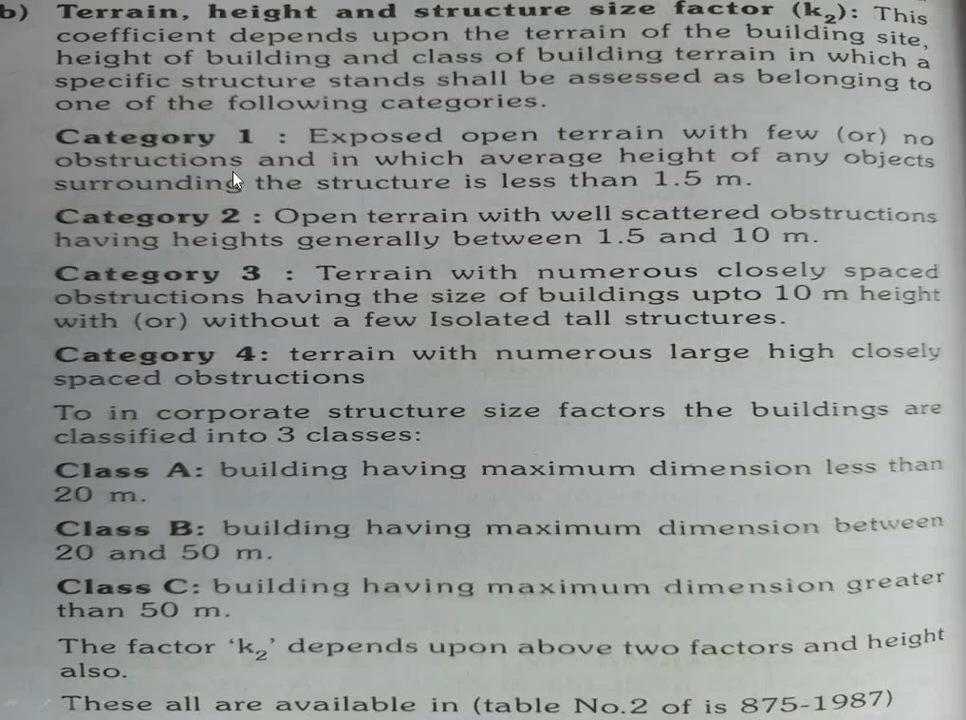 b) Terrain, height and structure size factor (k2): This
coefficient depends upon the terrain of the building site,
height of building and class of building terrain in which a
specific structure stands shall be assessed as belonging to
one of the following categories.
Category 1 : Exposed open terrain with few (or) no
obstructions and in which average height of any objects
surrounding the structure is less than 1.5 m.
Category 2 : Open terrain with well scattered obstructions
having heights generally between 1.5 and 10 m.
Category 3 : Terrain with numerous closely spaced
obstructions having the size of buildings upto 10 m height
with (or) without a few Isolated tall structures.
Category 4: terrain with numerous large high closely
spaced obstructions
To in corporate structure size factors the buildings are
classified into 3 classes:
Class A: building having maximum dimension less than
20 m.
Class B: building having maximum dimension between
20 and 50 m.
Class C: building having maximum dimension greater
than 50 m.
The factor ‘k2’ depends upon above two factors and height
also.
These all are available in (table No.2 of is 875-1987)